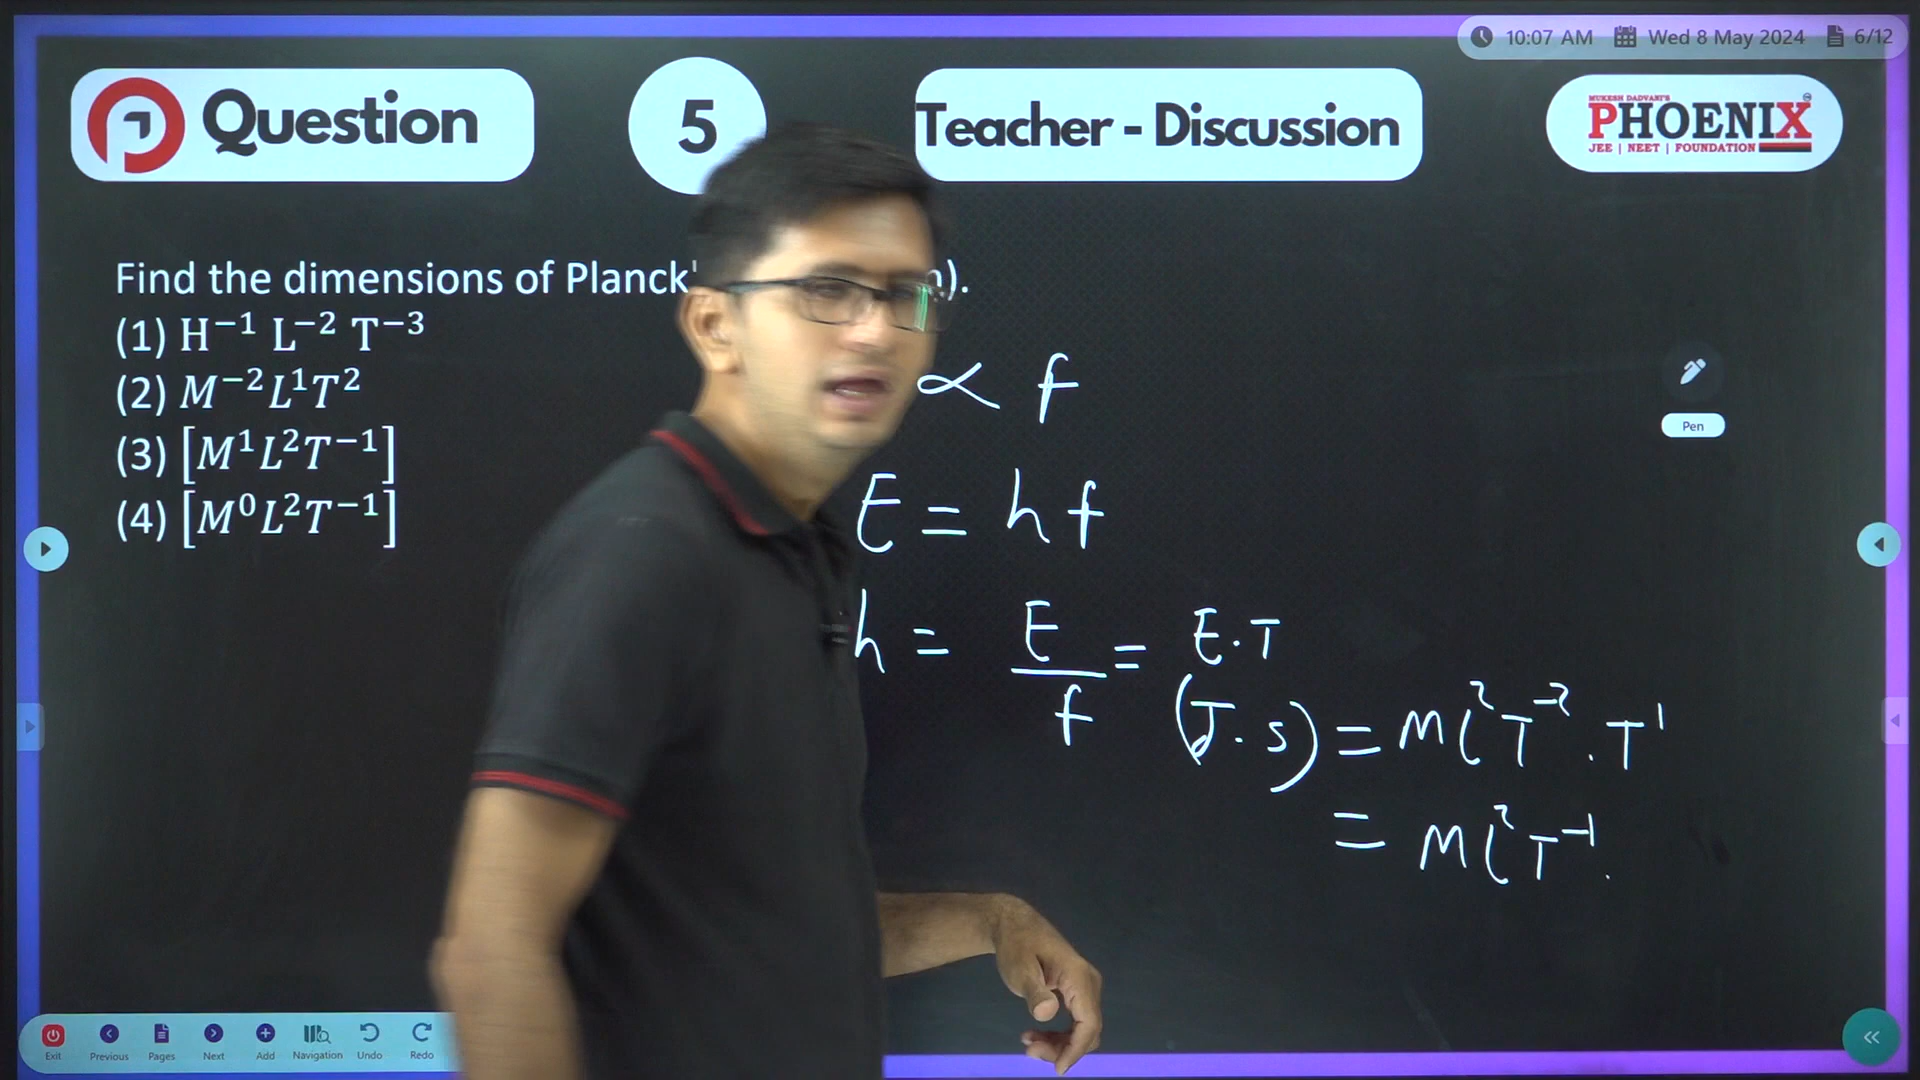 10:07 AM Wed 8 May 2024 6/12
Question 5 Teacher - Discussion
MUKESH DADVANI'S
PHOENIX
JEE | NEET | FOUNDATION
Find the dimensions of Planck' ).
(1) H⁻¹ L⁻² T⁻³
(2) M⁻²L¹T²
(3) [M¹L²T⁻¹]
(4) [M⁰L²T⁻¹]
∝ f
E = hf
h = E/f = E.T
(J.s) = ML²T⁻².T¹
= ML²T⁻¹.
Pen
Exit Previous Pages Next Add Navigation Undo Redo